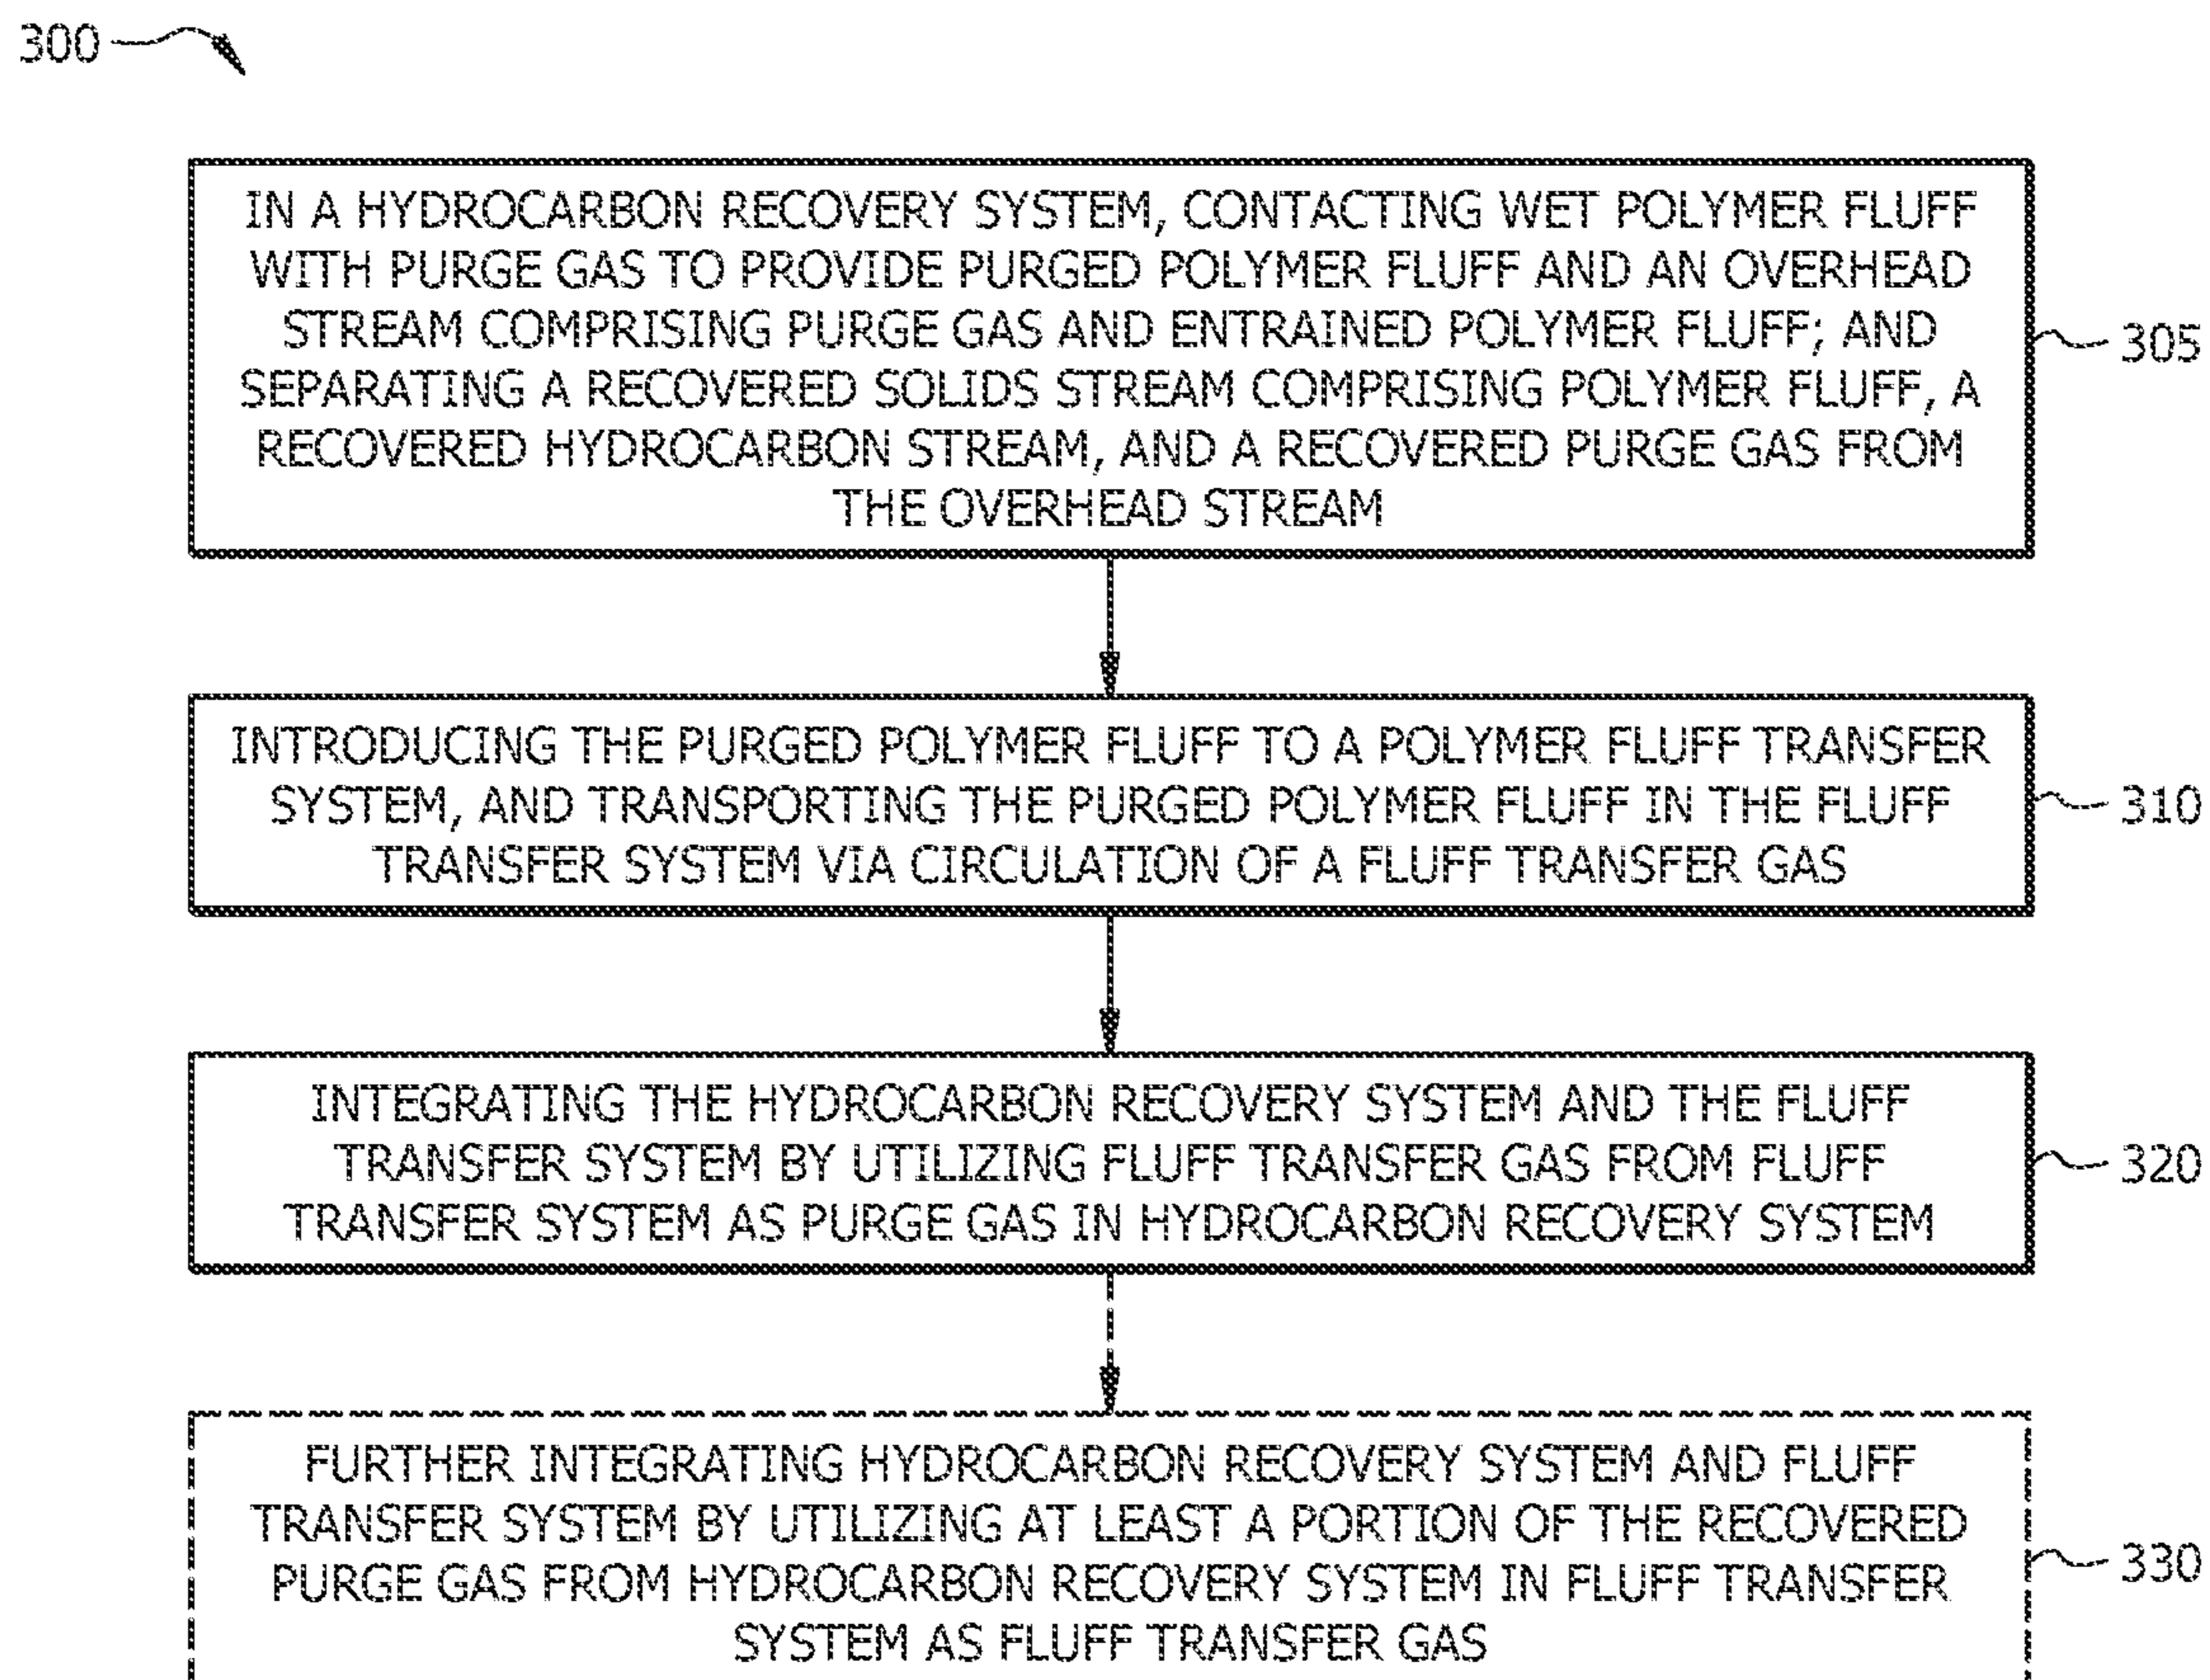 300
IN A HYDROCARBON RECOVERY SYSTEM, CONTACTING WET POLYMER FLUFF
WITH PURGE GAS TO PROVIDE PURGED POLYMER FLUFF AND AN OVERHEAD
STREAM COMPRISING PURGE GAS AND ENTRAINED POLYMER FLUFF; AND
SEPARATING A RECOVERED SOLIDS STREAM COMPRISING POLYMER FLUFF, A
RECOVERED HYDROCARBON STREAM, AND A RECOVERED PURGE GAS FROM
THE OVERHEAD STREAM
305
INTRODUCING THE PURGED POLYMER FLUFF TO A POLYMER FLUFF TRANSFER
SYSTEM, AND TRANSPORTING THE PURGED POLYMER FLUFF IN THE FLUFF
TRANSFER SYSTEM VIA CIRCULATION OF A FLUFF TRANSFER GAS
310
INTEGRATING THE HYDROCARBON RECOVERY SYSTEM AND THE FLUFF
TRANSFER SYSTEM BY UTILIZING FLUFF TRANSFER GAS FROM FLUFF
TRANSFER SYSTEM AS PURGE GAS IN HYDROCARBON RECOVERY SYSTEM
320
FURTHER INTEGRATING HYDROCARBON RECOVERY SYSTEM AND FLUFF
TRANSFER SYSTEM BY UTILIZING AT LEAST A PORTION OF THE RECOVERED
PURGE GAS FROM HYDROCARBON RECOVERY SYSTEM IN FLUFF TRANSFER
SYSTEM AS FLUFF TRANSFER GAS
330